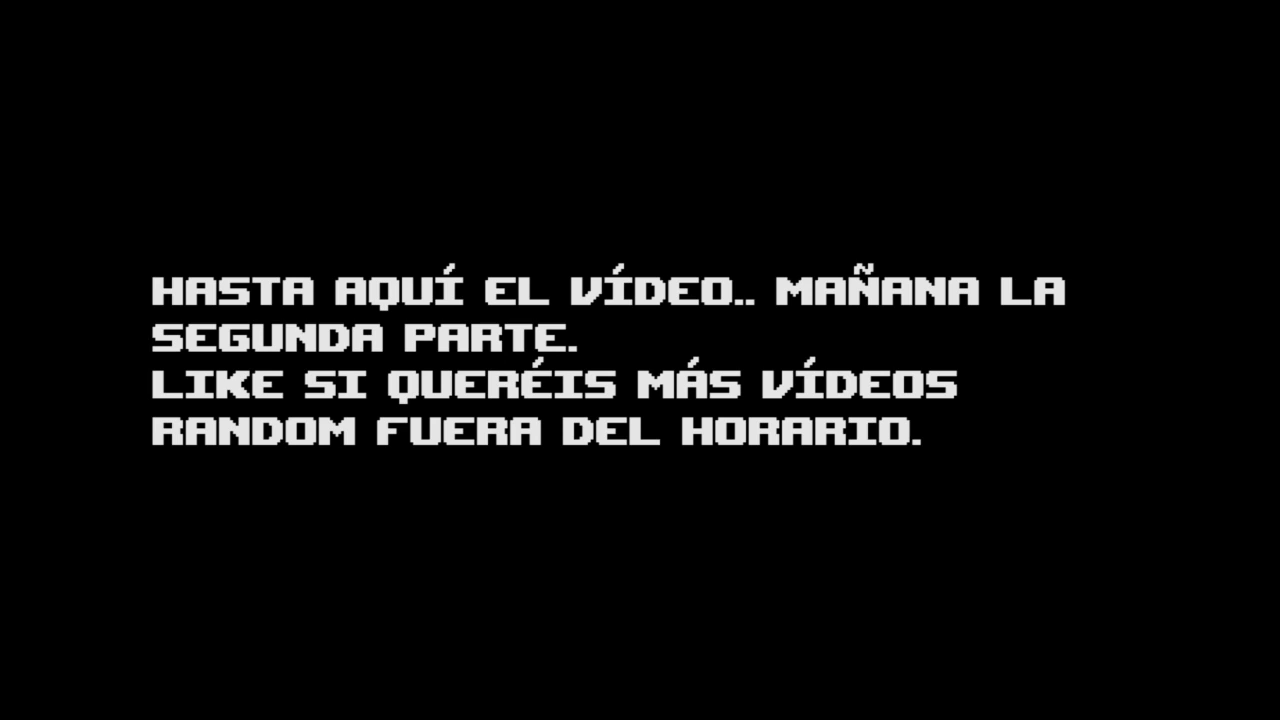 HASTA AQUÍ EL VÍDEO.. MAÑANA LA
SEGUNDA PARTE.
LIKE SI QUERÉIS MÁS VÍDEOS
RANDOM FUERA DEL HORARIO.